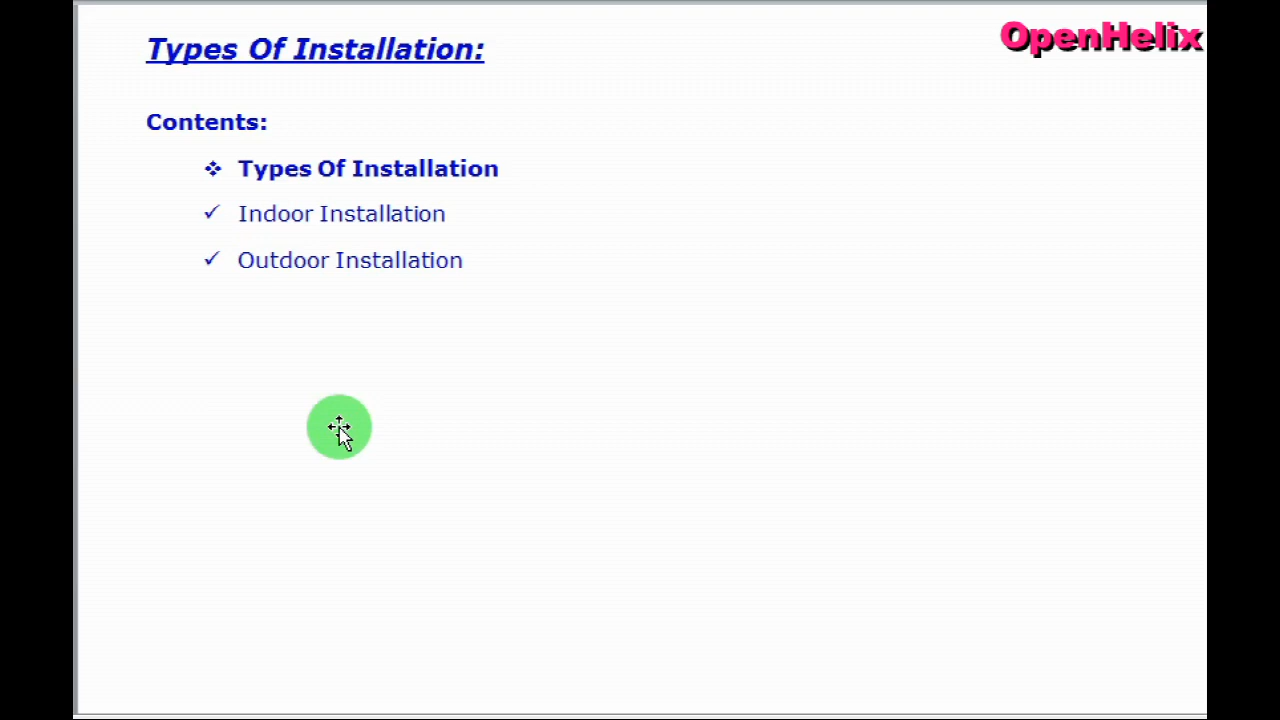 Types Of Installation:
OpenHelix
Contents:
❖ Types Of Installation
✓ Indoor Installation
✓ Outdoor Installation